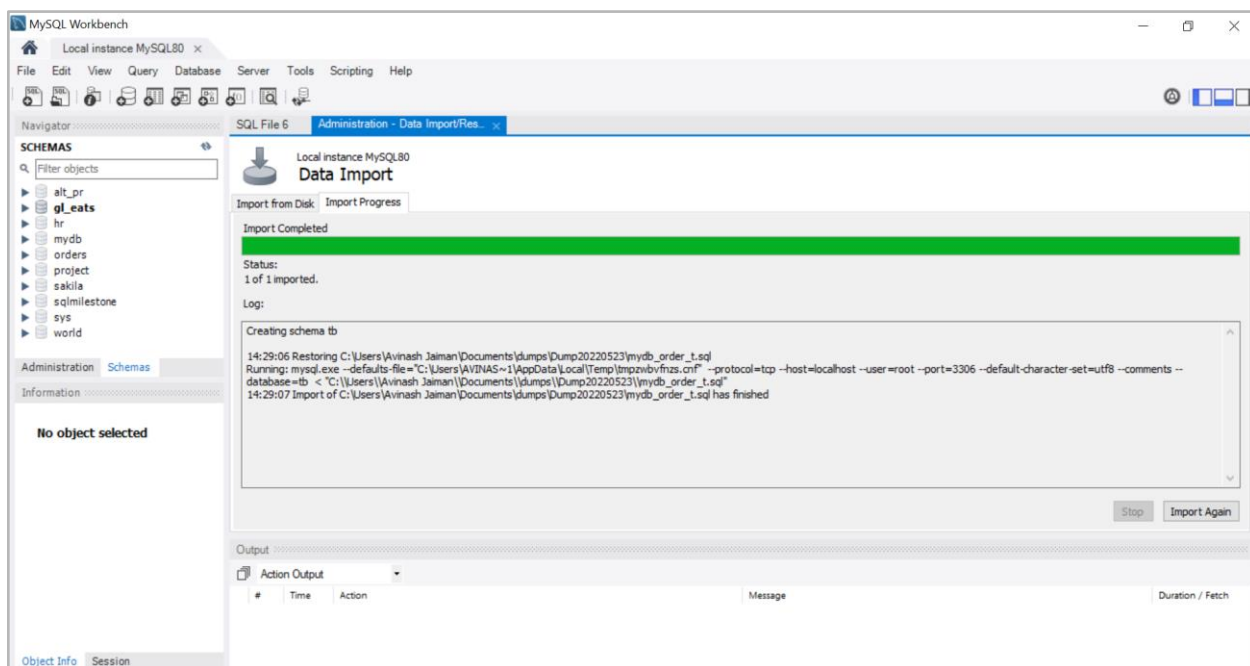 MySQL Workbench
Local instance MySQL80 ×
File Edit View Query Database Server Tools Scripting Help
Navigator
SQL File 6 Administration - Data Import/Res... ×
SCHEMAS
Filter objects
alt_pr
gl_eats
hr
mydb
orders
project
sakila
sqlmilestone
sys
world
Administration Schemas
Information
No object selected
Object Info Session
Local instance MySQL80
Data Import
Import from Disk Import Progress
Import Completed
Status:
1 of 1 imported.
Log:
Creating schema tb
14:29:06 Restoring C:\Users\Avinash Jaiman\Documents\dumps\Dump20220523\mydb_order_t.sql
Running: mysql.exe --defaults-file="C:\Users\AVINAS~1\AppData\Local\Temp\tmpzwbvfnzs.cnf" --protocol=tcp --host=localhost --user=root --port=3306 --default-character-set=utf8 --comments --
database=tb < "C:\\Users\\Avinash Jaiman\\Documents\\dumps\\Dump20220523\\mydb_order_t.sql"
14:29:07 Import of C:\Users\Avinash Jaiman\Documents\dumps\Dump20220523\mydb_order_t.sql has finished
Stop Import Again
Output
Action Output
# Time Action Message Duration / Fetch